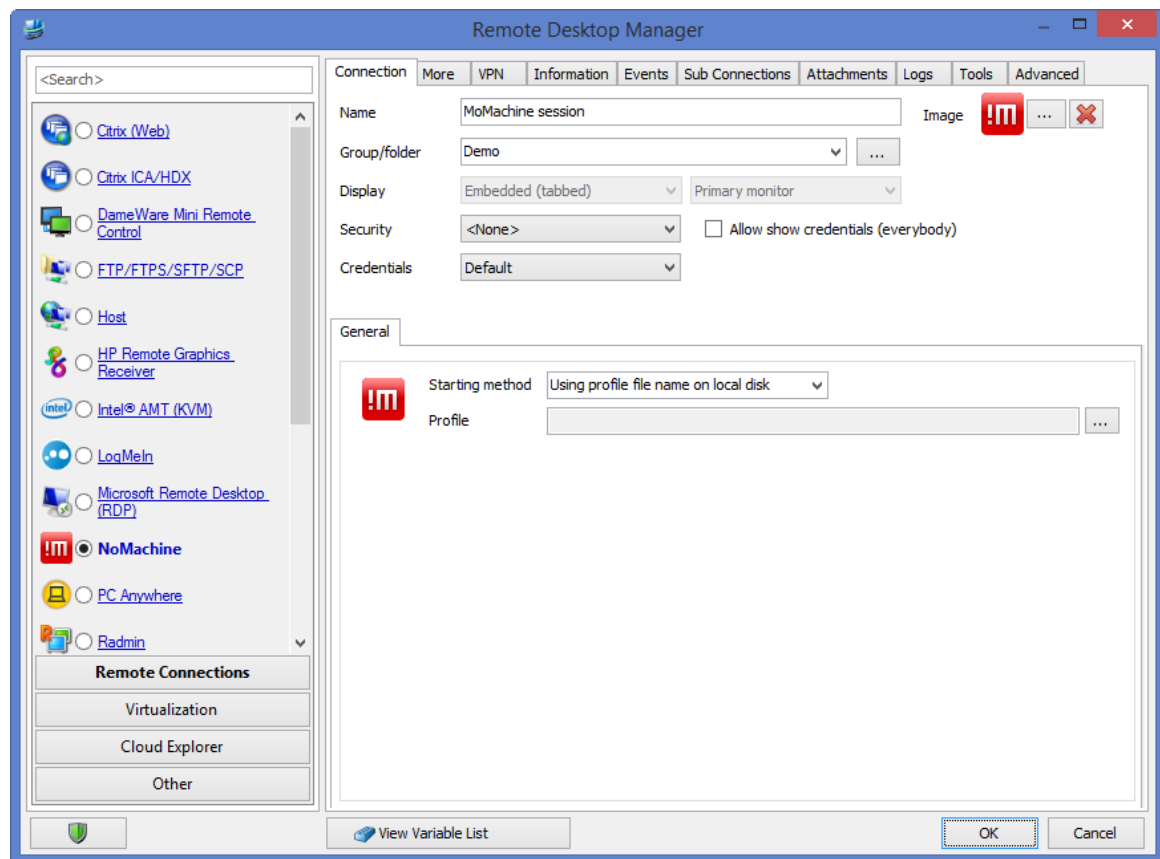 Remote Desktop Manager
<Search>
Citrix (Web)
Citrix ICA/HDX
DameWare Mini Remote
Control
FTP/FTPS/SFTP/SCP
Host
HP Remote Graphics
Receiver
intel Intel® AMT (KVM)
LogMeIn
Microsoft Remote Desktop
(RDP)
!m NoMachine
PC Anywhere
Radmin
Remote Connections
Virtualization
Cloud Explorer
Other
Connection More VPN Information Events Sub Connections Attachments Logs Tools Advanced
Name MoMachine session Image !m ...
Group/folder Demo ...
Display Embedded (tabbed) Primary monitor
Security <None> Allow show credentials (everybody)
Credentials Default
General
!m Starting method Using profile file name on local disk
Profile ...
View Variable List OK Cancel